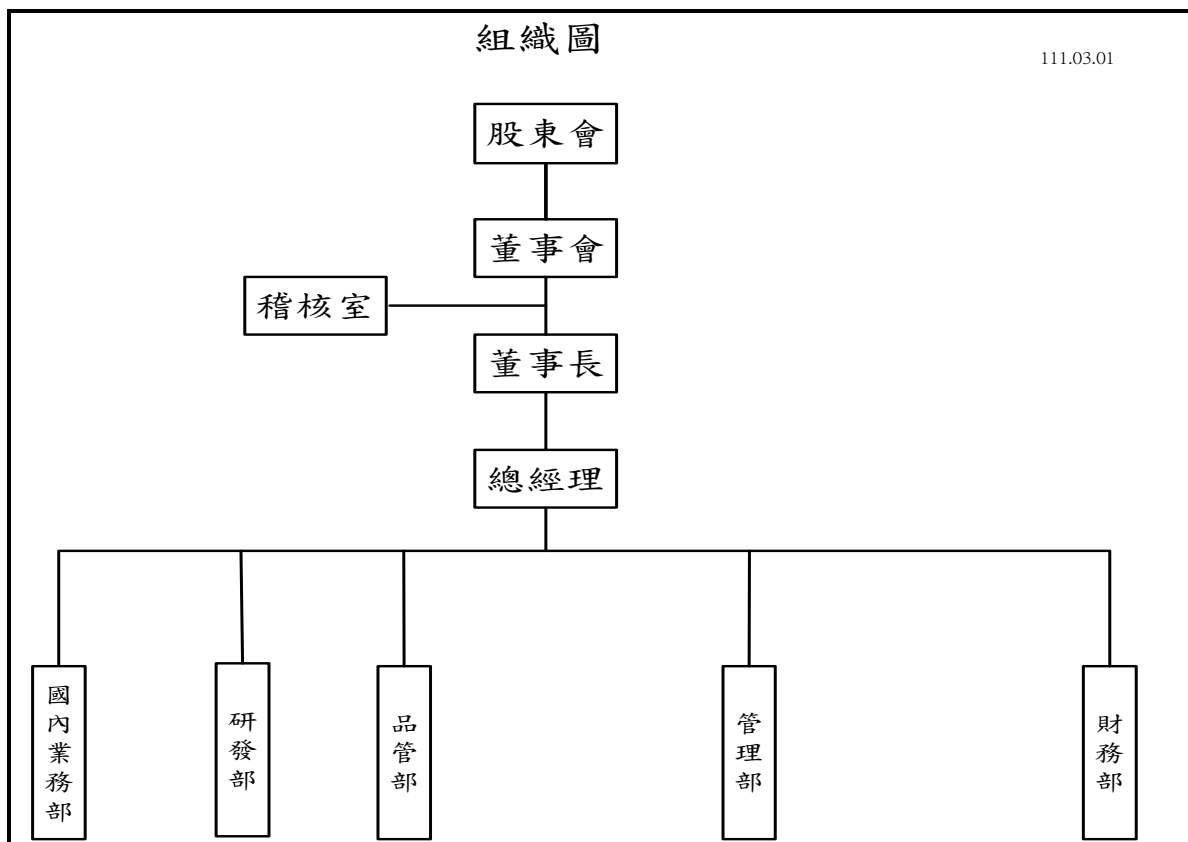 組織圖
111.03.01
股東會
董事會
稽核室
董事長
總經理
國內業務部
研發部
品管部
管理部
財務部